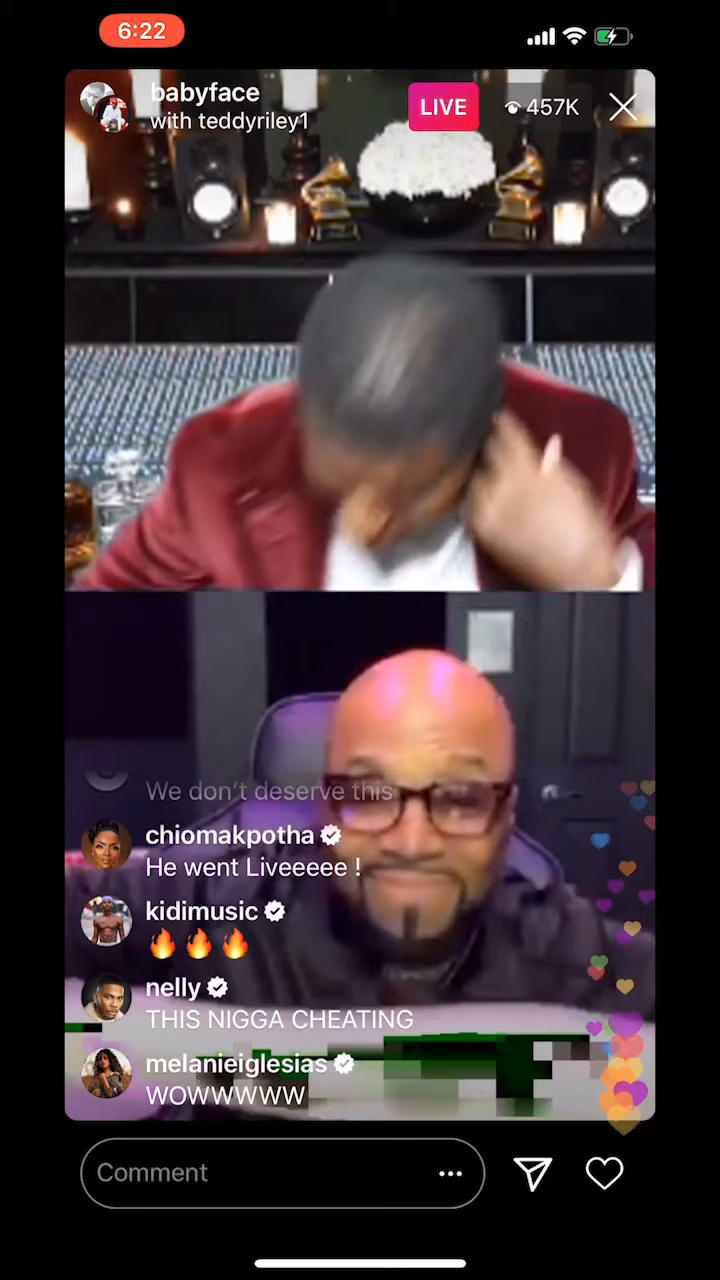 6:22
babyface
with teddyriley1
LIVE
457K
We don't deserve this
chiomakpotha
He went Liveeeee !
kidimusic
🔥 🔥 🔥
nelly
THIS NIGGA CHEATING
melanieiglesias
WOWWWWW
Comment